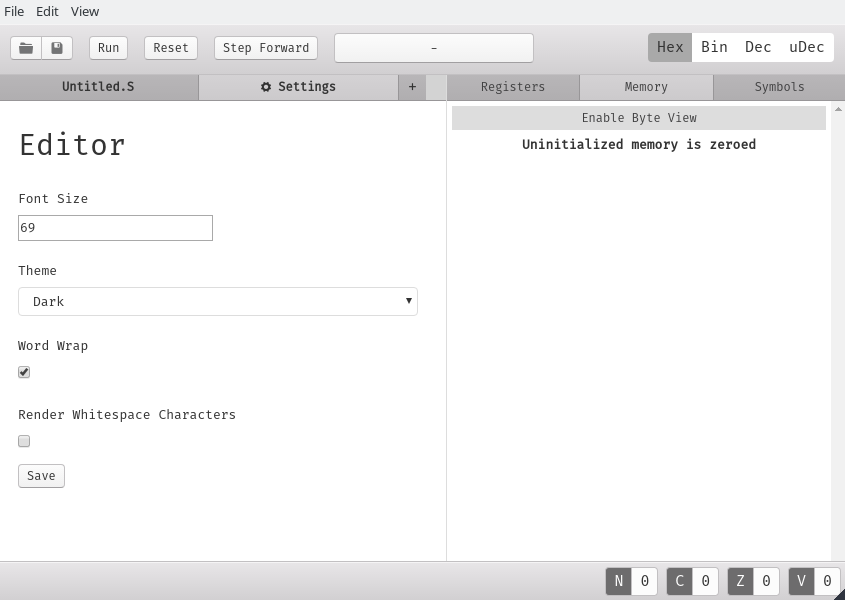 File Edit View
Run Reset Step Forward - Hex Bin Dec uDec
Untitled.S Settings + Registers Memory Symbols
Enable Byte View
Uninitialized memory is zeroed
Editor
Font Size
69
Theme
Dark
Word Wrap
Render Whitespace Characters
Save
N 0 C 0 Z 0 V 0